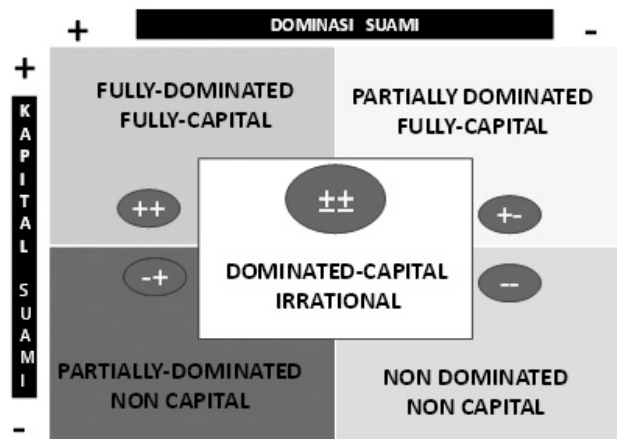 DOMINASI SUAMI
+
-
+
KAPITAL SUAMI
-
FULLY-DOMINATED
FULLY-CAPITAL
PARTIALLY DOMINATED
FULLY-CAPITAL
++
±±
+-
DOMINATED-CAPITAL
IRRATIONAL
-+
--
PARTIALLY-DOMINATED
NON CAPITAL
NON DOMINATED
NON CAPITAL